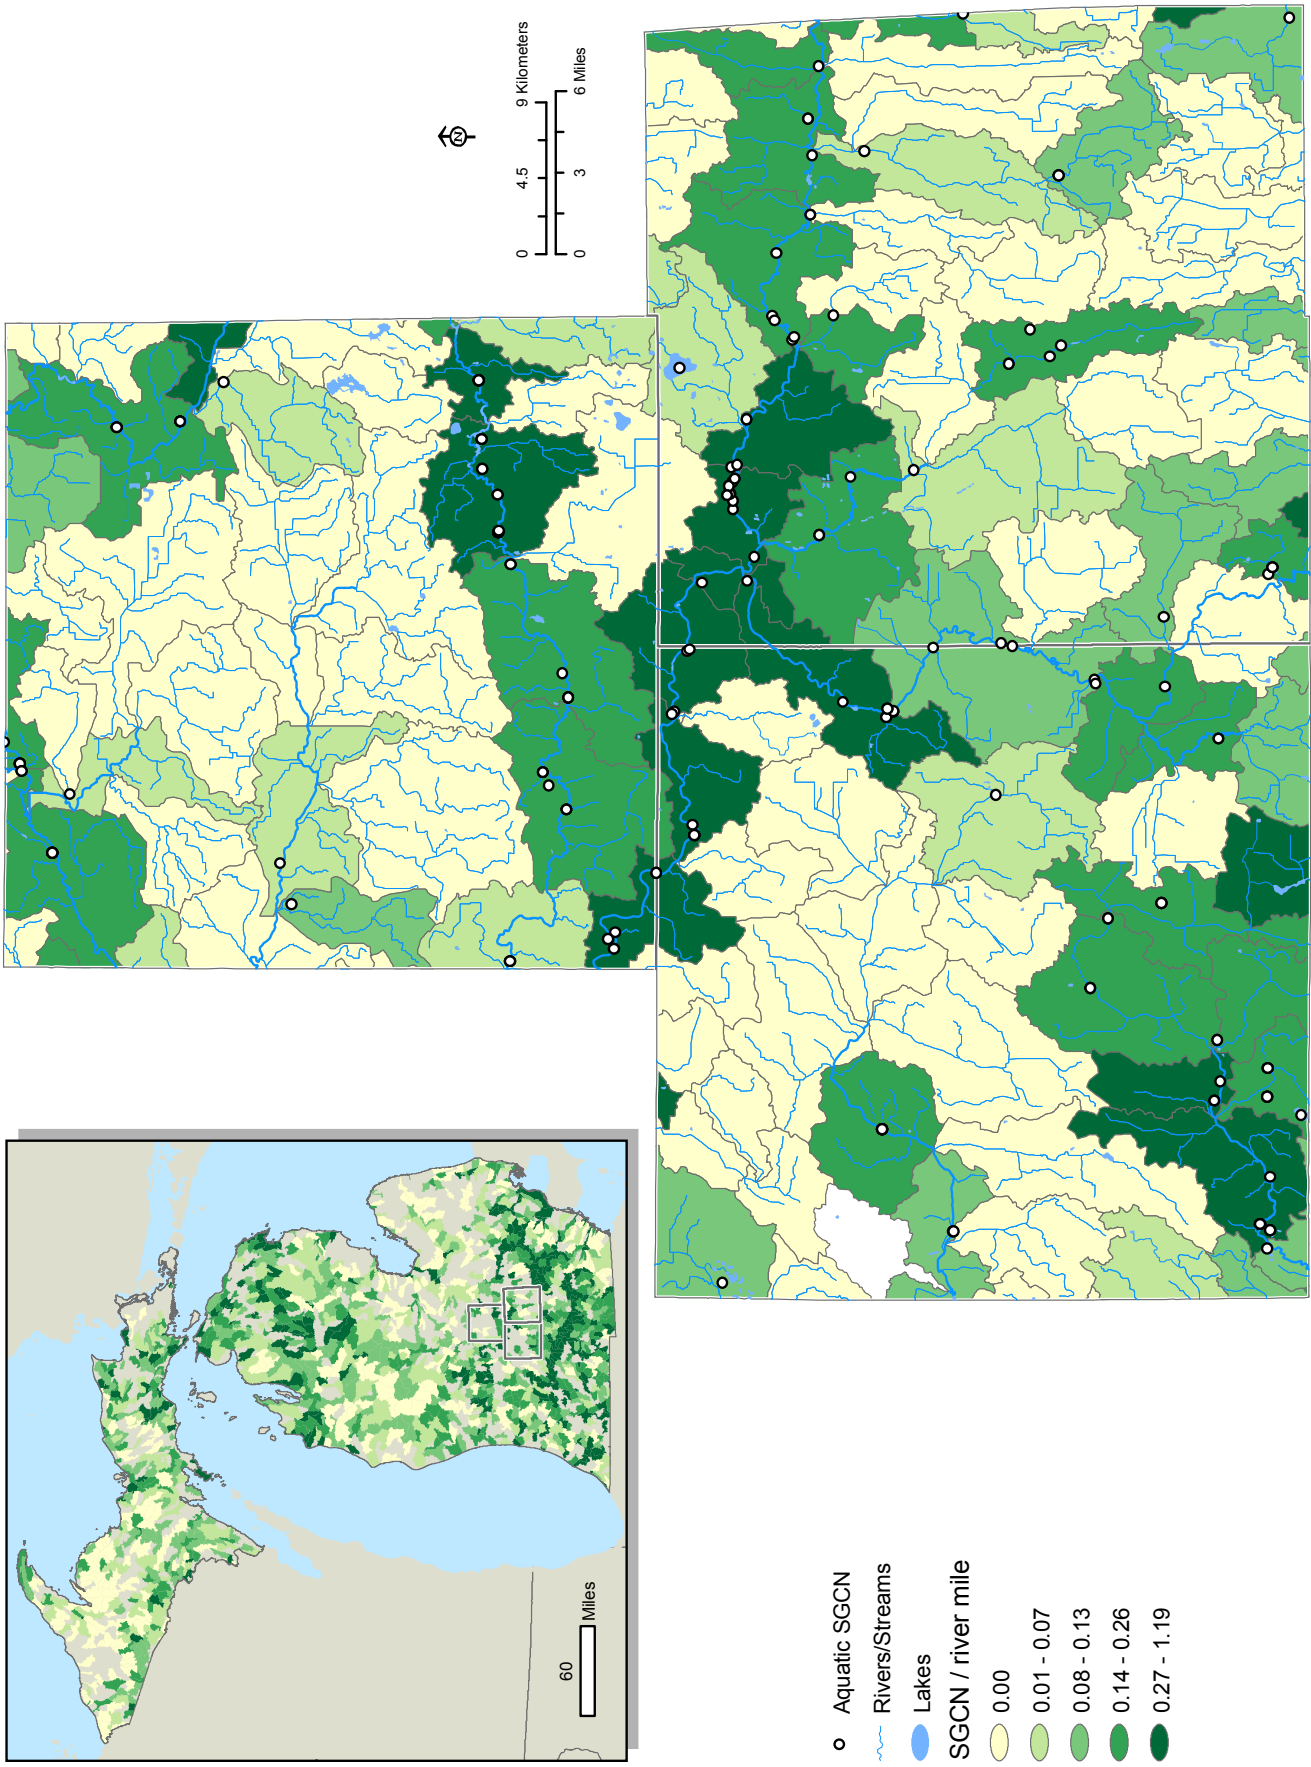 N
0 4.5 9 Kilometers
0 3 6 Miles
60
Miles
Aquatic SGCN
Rivers/Streams
Lakes
SGCN / river mile
0.00
0.01 - 0.07
0.08 - 0.13
0.14 - 0.26
0.27 - 1.19